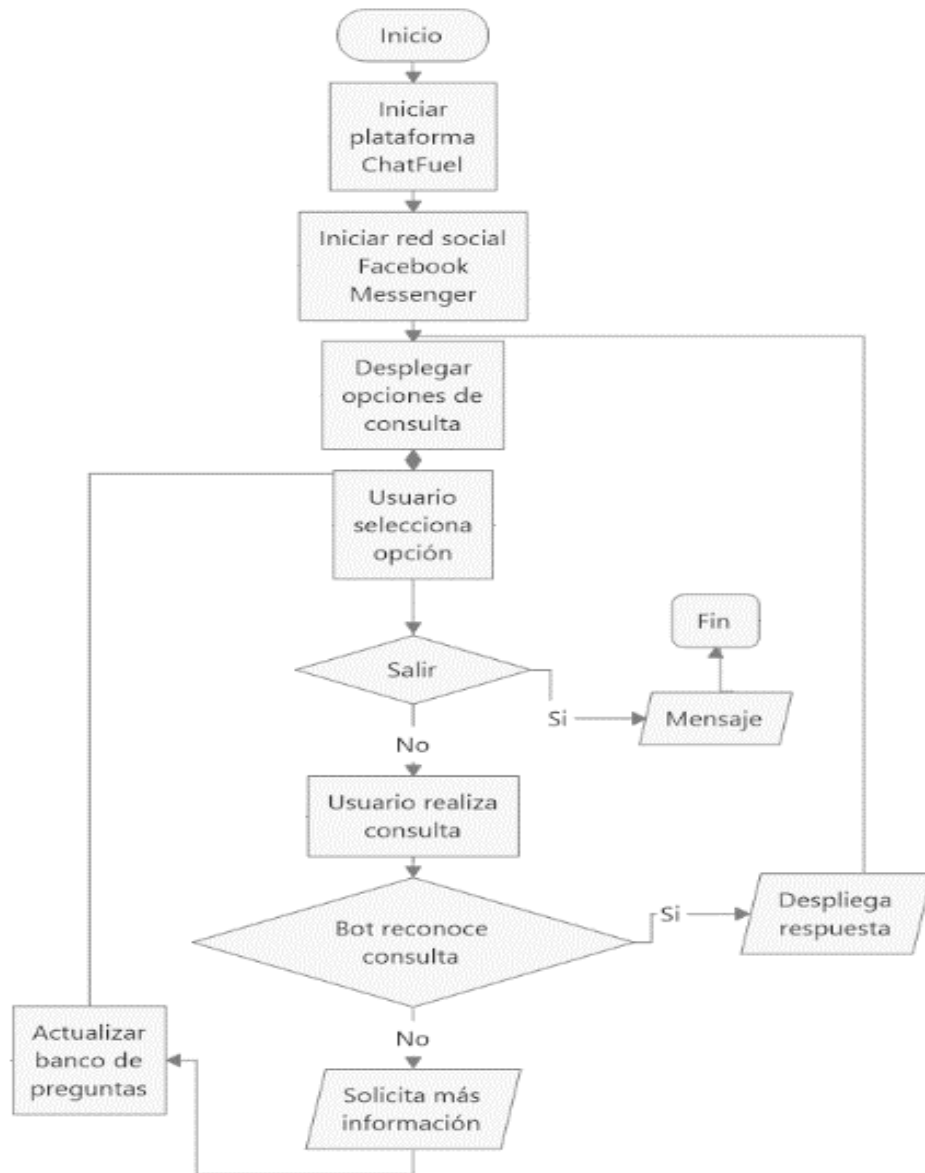 Inicio
Iniciar
plataforma
ChatFuel
Iniciar red social
Facebook
Messenger
Desplegar
opciones de
consulta
Usuario
selecciona
opción
Fin
Salir
Si
Mensaje
No
Usuario realiza
consulta
Bot reconoce
consulta
Si
Despliega
respuesta
No
Actualizar
banco de
preguntas
Solicita más
información